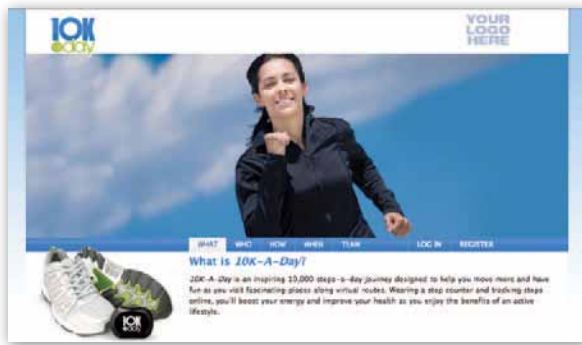 10K
a day
YOUR
LOGO
HERE
WHAT WHO HOW WHEN TEAM LOG IN REGISTER
What is 10K-A-Day?
10K-A-Day is an inspiring 10,000 steps-a-day journey designed to help you move more and have
fun as you visit fascinating places along virtual routes. Wearing a step counter and tracking steps
online, you'll boost your energy and improve your health as you enjoy the benefits of an active
lifestyle.
10K
a day